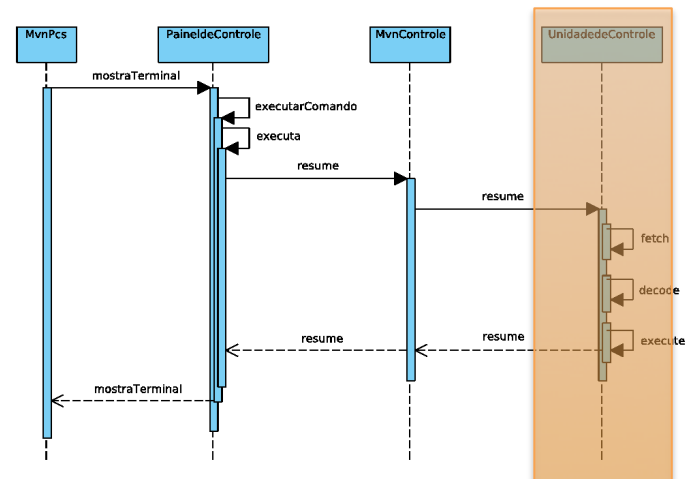 MvnPcs
PaineldeControle
MvnControle
UnidadedeControle
mostraTerminal
executarComando
executa
resume
resume
fetch
decode
execute
resume
resume
mostraTerminal